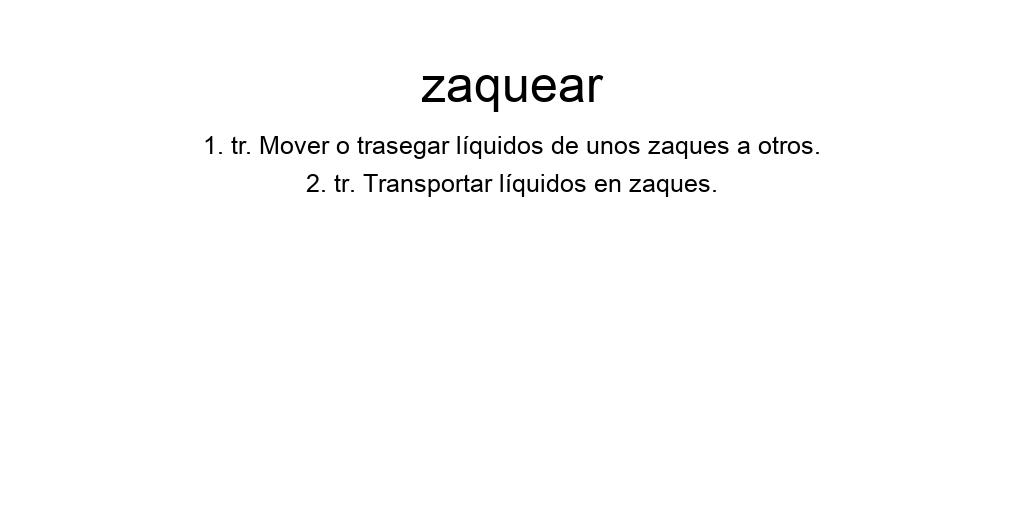 zaquear
1. tr. Mover o trasegar líquidos de unos zaques a otros.
2. tr. Transportar líquidos en zaques.